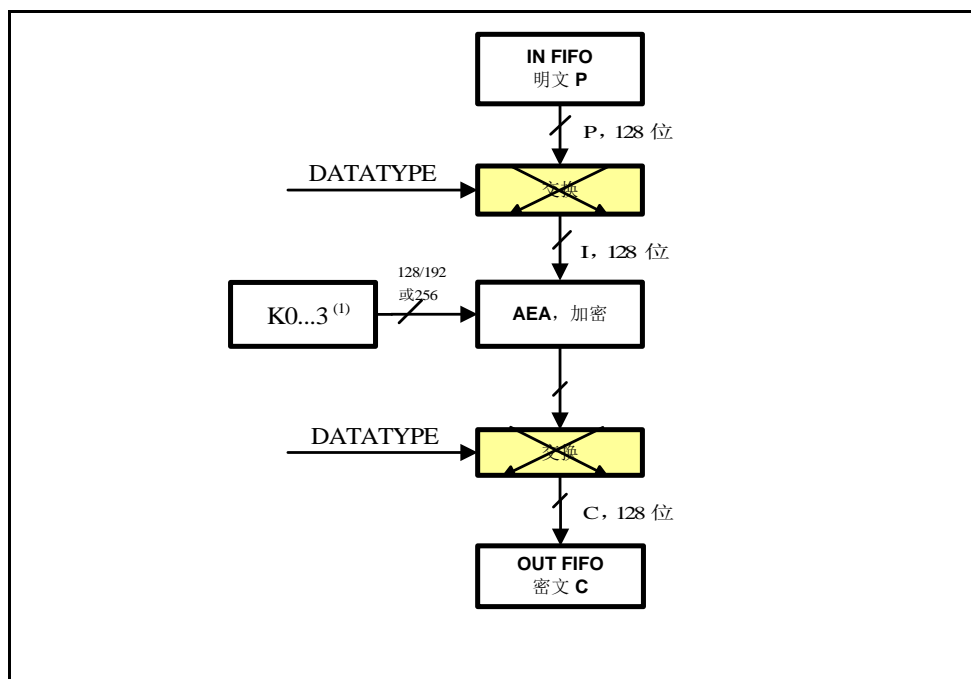 IN FIFO
明文 P
P，128 位
DATATYPE
交换
I，128 位
128/192
或256
K0...3 (1)
AEA，加密
DATATYPE
交换
C，128 位
OUT FIFO
密文 C